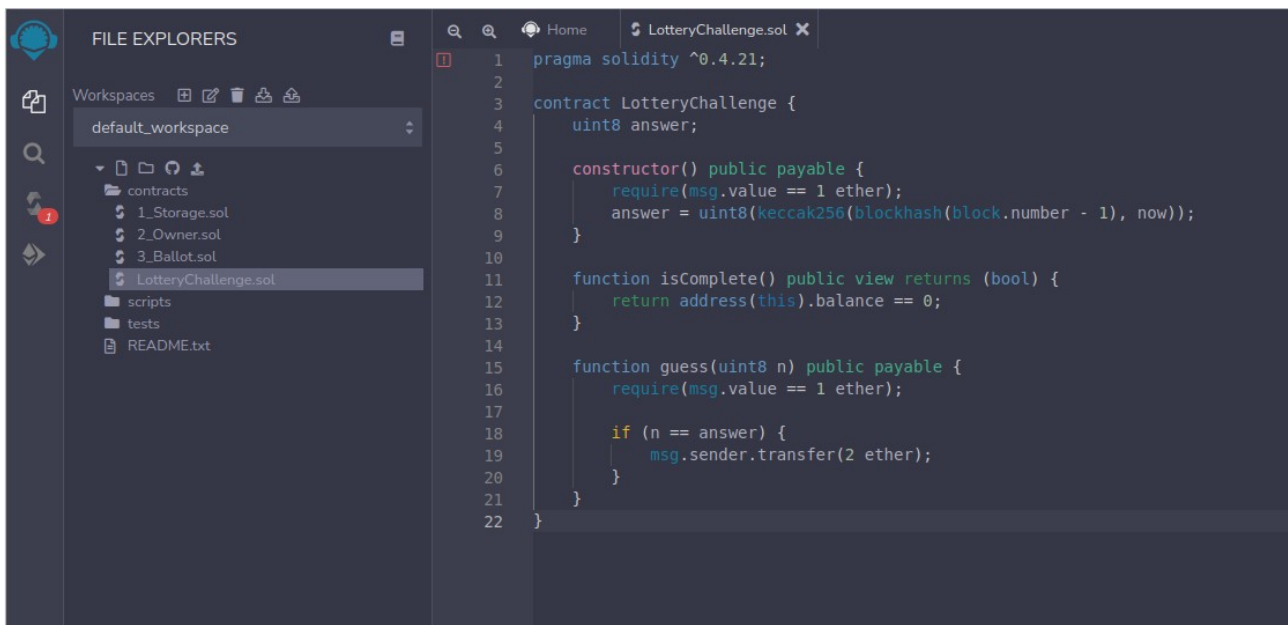 FILE EXPLORERS
Workspaces
default_workspace
contracts
1_Storage.sol
2_Owner.sol
3_Ballot.sol
LotteryChallenge.sol
scripts
tests
README.txt
1
Home
LotteryChallenge.sol
1 pragma solidity ^0.4.21;
2
3 contract LotteryChallenge {
4     uint8 answer;
5
6     constructor() public payable {
7         require(msg.value == 1 ether);
8         answer = uint8(keccak256(blockhash(block.number - 1), now));
9     }
10
11     function isComplete() public view returns (bool) {
12         return address(this).balance == 0;
13     }
14
15     function guess(uint8 n) public payable {
16         require(msg.value == 1 ether);
17
18         if (n == answer) {
19             msg.sender.transfer(2 ether);
20         }
21     }
22 }